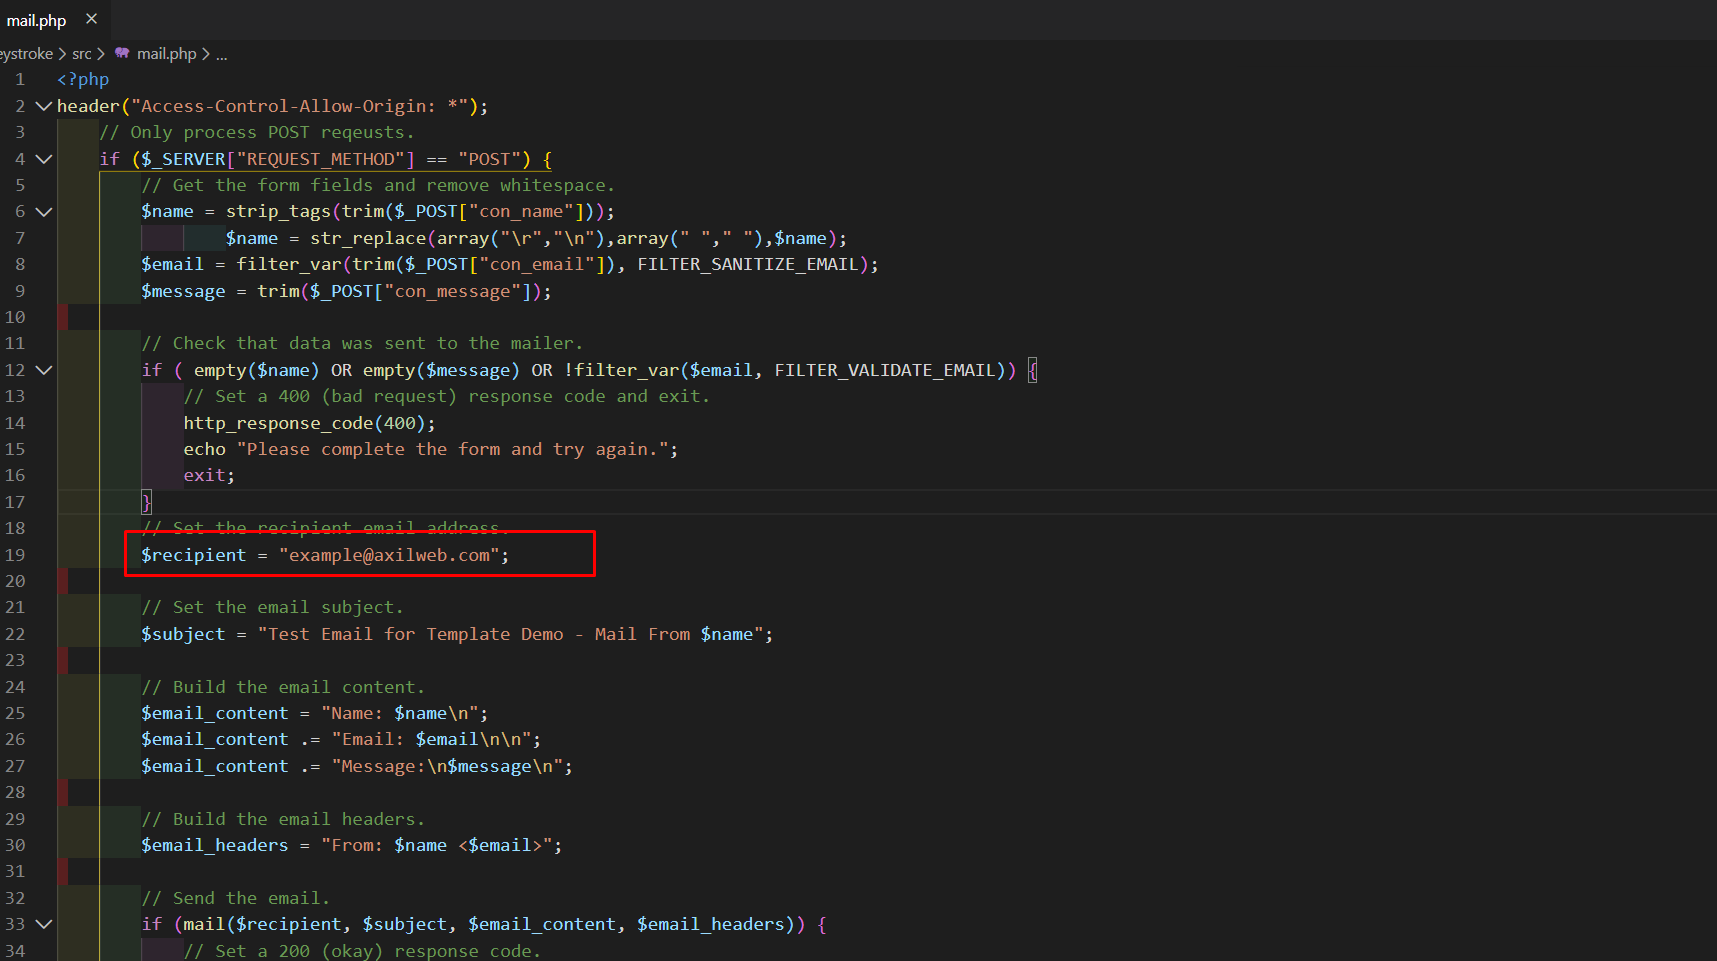 mail.php ×
eystroke > src > mail.php > ...
1 <?php
2 header("Access-Control-Allow-Origin: *");
3 // Only process POST reqeusts.
4 if ($_SERVER["REQUEST_METHOD"] == "POST") {
5 // Get the form fields and remove whitespace.
6 $name = strip_tags(trim($_POST["con_name"]));
7 $name = str_replace(array("\r","\n"),array(" "," "),$name);
8 $email = filter_var(trim($_POST["con_email"]), FILTER_SANITIZE_EMAIL);
9 $message = trim($_POST["con_message"]);
10
11 // Check that data was sent to the mailer.
12 if ( empty($name) OR empty($message) OR !filter_var($email, FILTER_VALIDATE_EMAIL)) {
13 // Set a 400 (bad request) response code and exit.
14 http_response_code(400);
15 echo "Please complete the form and try again.";
16 exit;
17 }
18 // Set the recipient email address.
19 $recipient = "example@axilweb.com";
20
21 // Set the email subject.
22 $subject = "Test Email for Template Demo - Mail From $name";
23
24 // Build the email content.
25 $email_content = "Name: $name\n";
26 $email_content .= "Email: $email\n\n";
27 $email_content .= "Message:\n$message\n";
28
29 // Build the email headers.
30 $email_headers = "From: $name <$email>";
31
32 // Send the email.
33 if (mail($recipient, $subject, $email_content, $email_headers)) {
34 // Set a 200 (okay) response code.